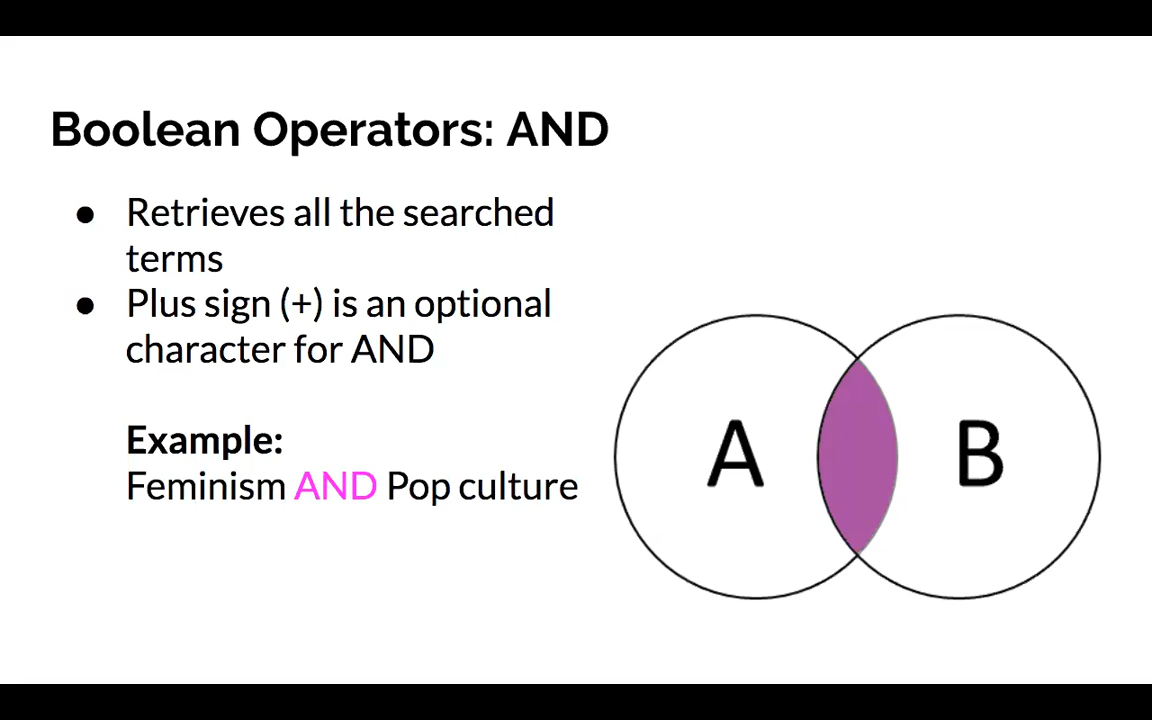 Boolean Operators: AND
● Retrieves all the searched
terms
● Plus sign (+) is an optional
character for AND
Example:
Feminism AND Pop culture
A
B